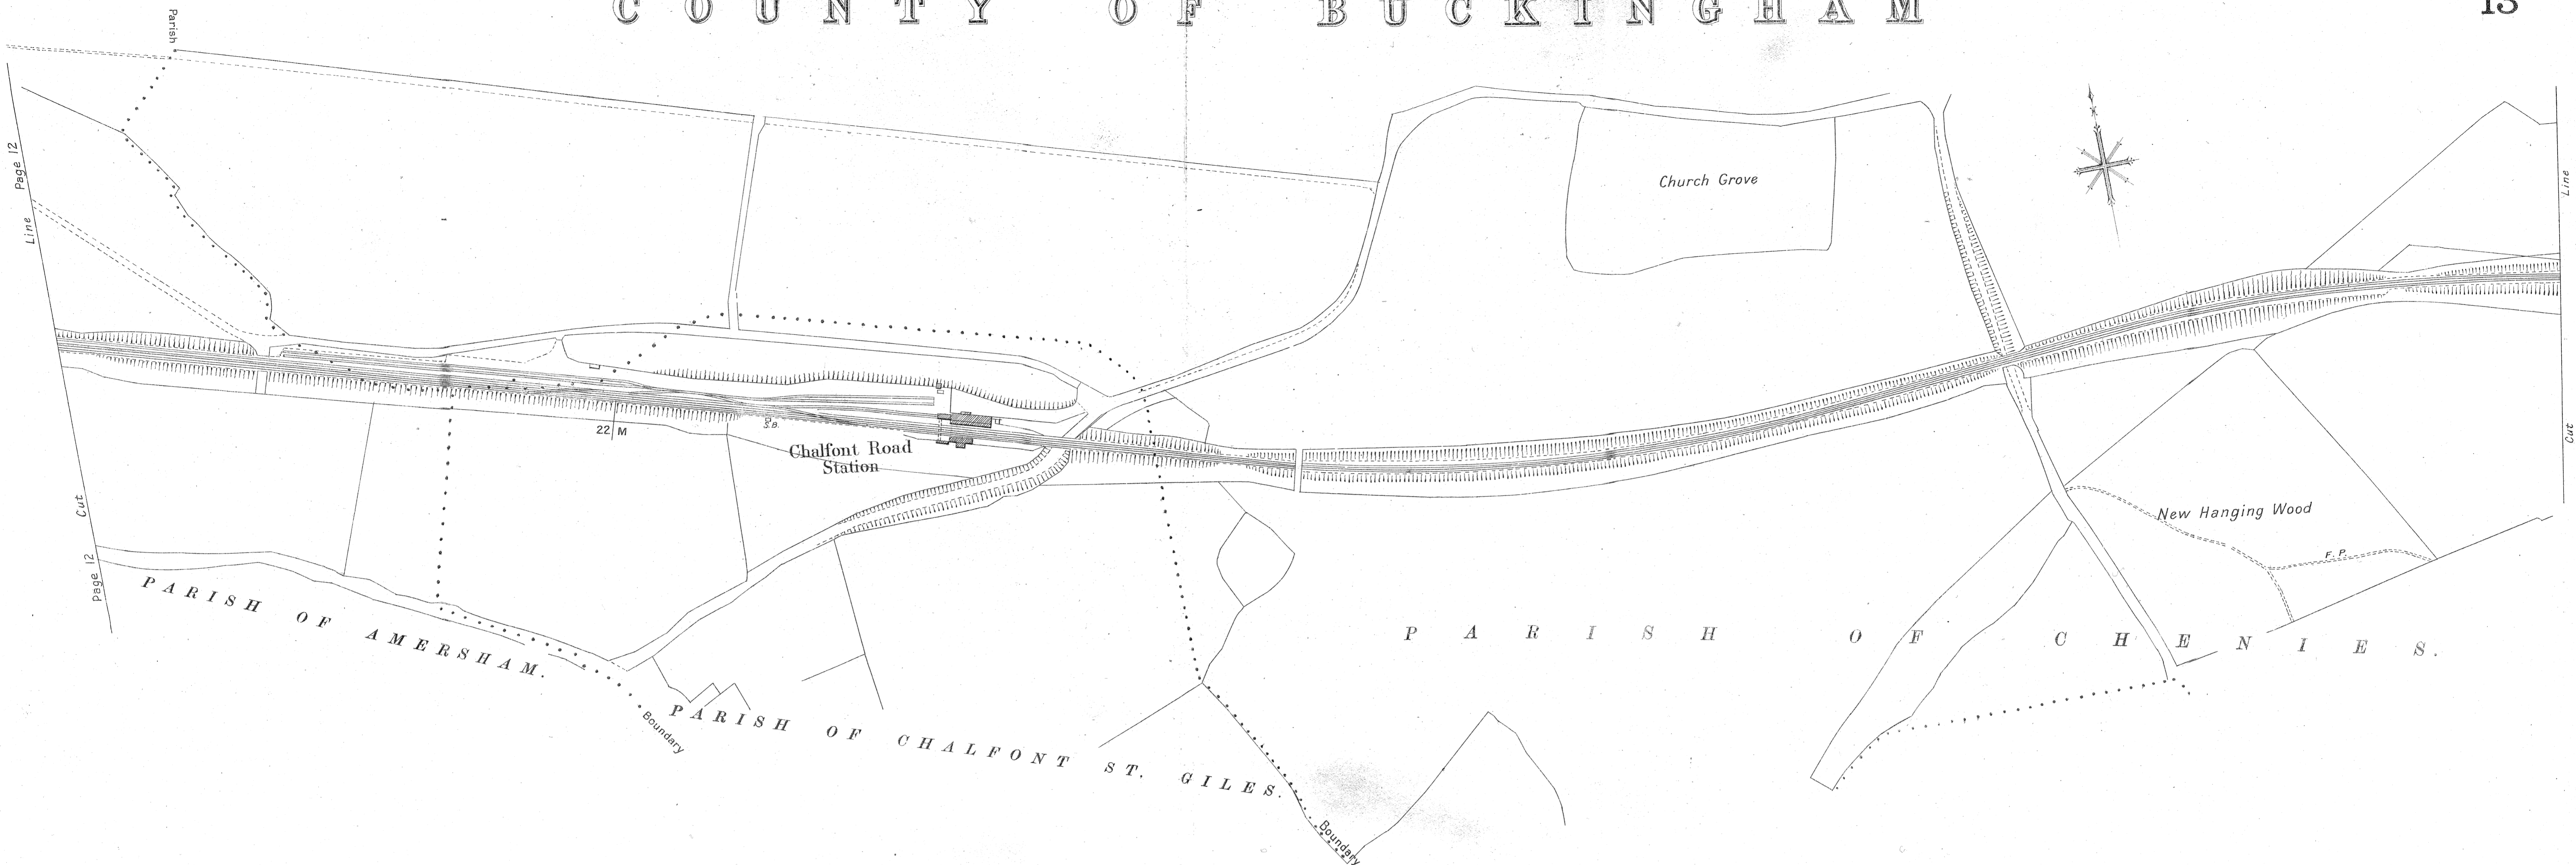 COUNTY OF BUCKINGHAM
13
Parish
Page 12
Line
Cut
Page 12
Church Grove
Line
Cut
22 M
S.B.
Chalfont Road
Station
New Hanging Wood
F. P.
PARISH OF AMERSHAM.
Boundary
PARISH OF CHALFONT ST. GILES.
Boundary
PARISH OF CHENIES.